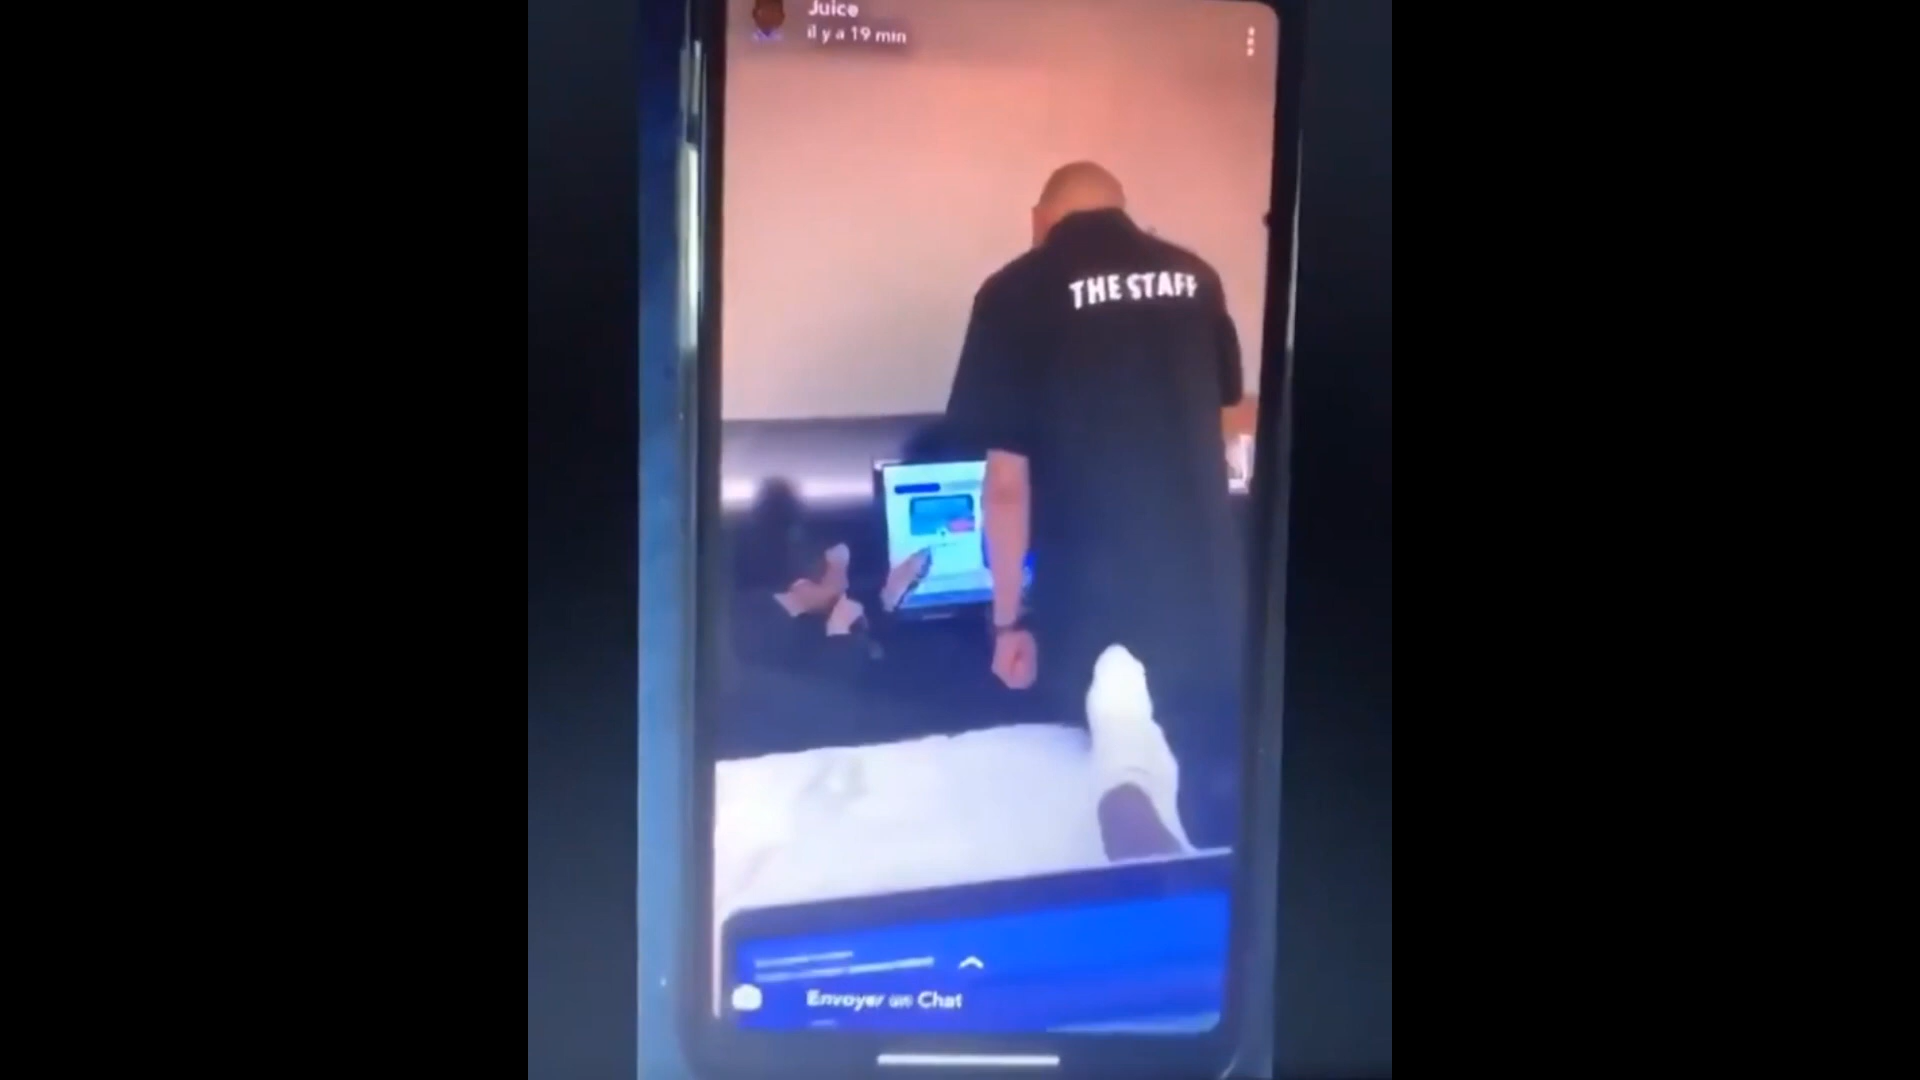 Juice
il y a 19 min
THE STAFF
Envoyer un Chat